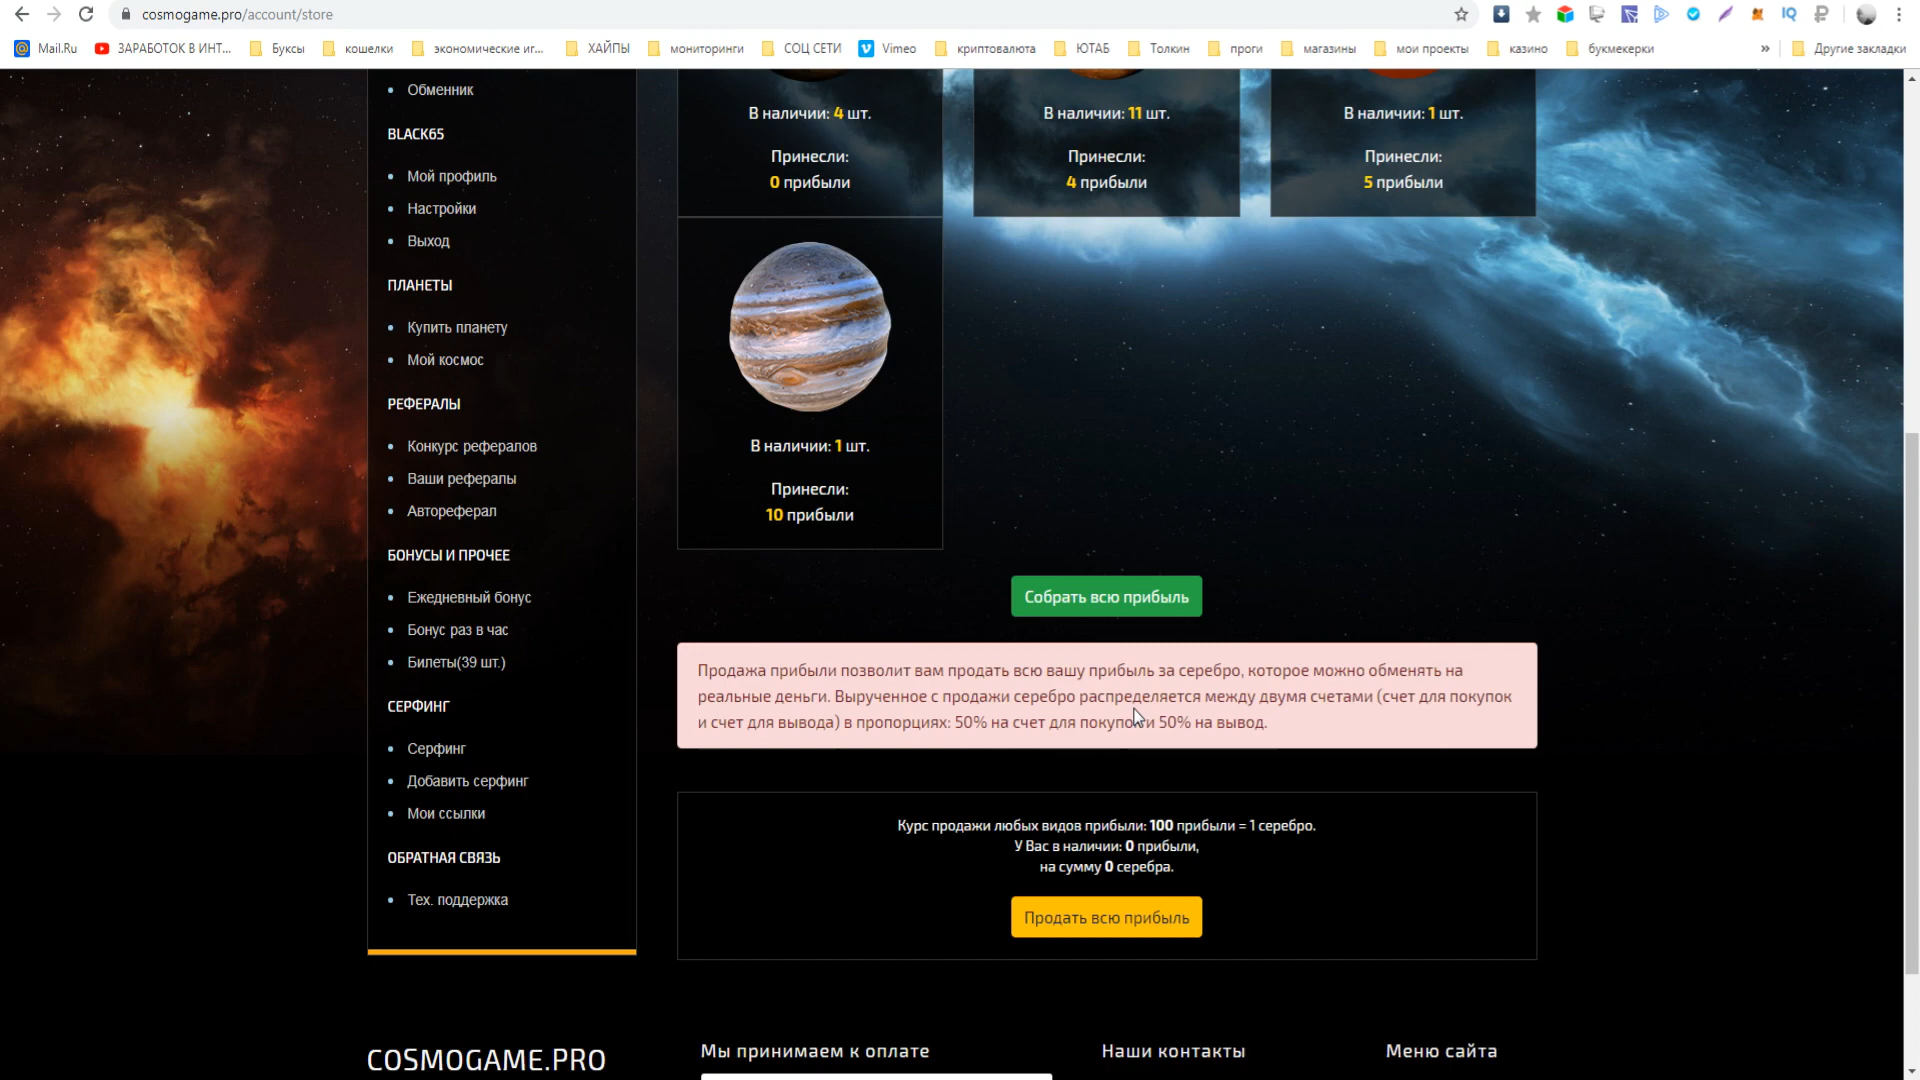 cosmogame.pro/account/store
Mail.Ru
ЗАРАБОТОК В ИНТ...
Буксы
кошелки
экономические иг...
ХАЙПЫ
мониторинги
СОЦ СЕТИ
Vimeo
криптовалюта
ЮТАБ
Толкин
проги
магазины
мои проекты
казино
букмекерки
»
Другие закладки
Обменник
BLACK65
Мой профиль
Настройки
Выход
ПЛАНЕТЫ
Купить планету
Мой космос
РЕФЕРАЛЫ
Конкурс рефералов
Ваши рефералы
Автореферал
БОНУСЫ И ПРОЧЕЕ
Ежедневный бонус
Бонус раз в час
Билеты(39 шт.)
СЕРФИНГ
Серфинг
Добавить серфинг
Мои ссылки
ОБРАТНАЯ СВЯЗЬ
Тех. поддержка
В наличии: 4 шт.
Принесли:
0 прибыли
В наличии: 11 шт.
Принесли:
4 прибыли
В наличии: 1 шт.
Принесли:
5 прибыли
В наличии: 1 шт.
Принесли:
10 прибыли
Собрать всю прибыль
Продажа прибыли позволит вам продать всю вашу прибыль за серебро, которое можно обменять на
реальные деньги. Вырученное с продажи серебро распределяется между двумя счетами (счет для покупок
и счет для вывода) в пропорциях: 50% на счет для покупок и 50% на вывод.
Курс продажи любых видов прибыли: 100 прибыли = 1 серебро.
У Вас в наличии: 0 прибыли,
на сумму 0 серебра.
Продать всю прибыль
COSMOGAME.PRO
Мы принимаем к оплате
Наши контакты
Меню сайта